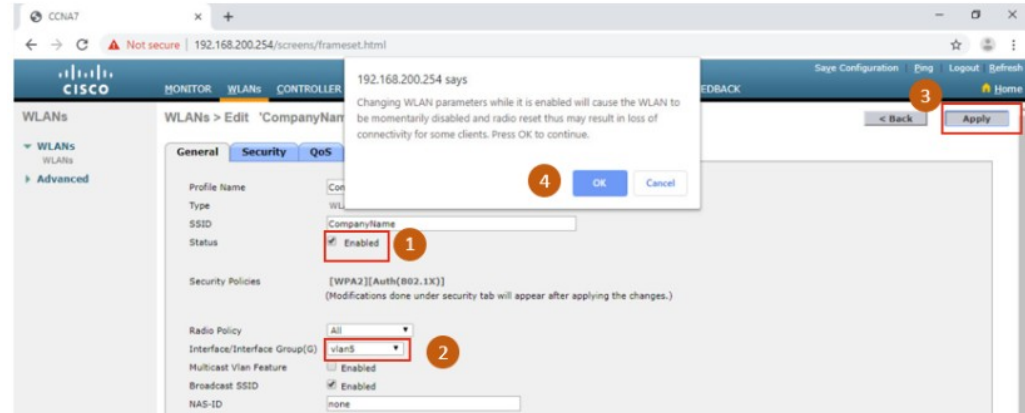 CCNA7
Not secure | 192.168.200.254/screens/frameset.html
CISCO
MONITOR WLANs CONTROLLER EDBACK
Save Configuration Ping Logout Refresh
Home
192.168.200.254 says
Changing WLAN parameters while it is enabled will cause the WLAN to
be momentarily disabled and radio reset thus may result in loss of
connectivity for some clients. Press OK to continue.
4 OK Cancel
3
WLANs
WLANs > Edit 'CompanyNam
< Back Apply
WLANs
WLANs
Advanced
General Security QoS
Profile Name Con
Type WL
SSID CompanyName
Status Enabled 1
Security Policies [WPA2][Auth(802.1X)]
(Modifications done under security tab will appear after applying the changes.)
Radio Policy All
Interface/Interface Group(G) vlan5 2
Multicast Vlan Feature Enabled
Broadcast SSID Enabled
NAS-ID none